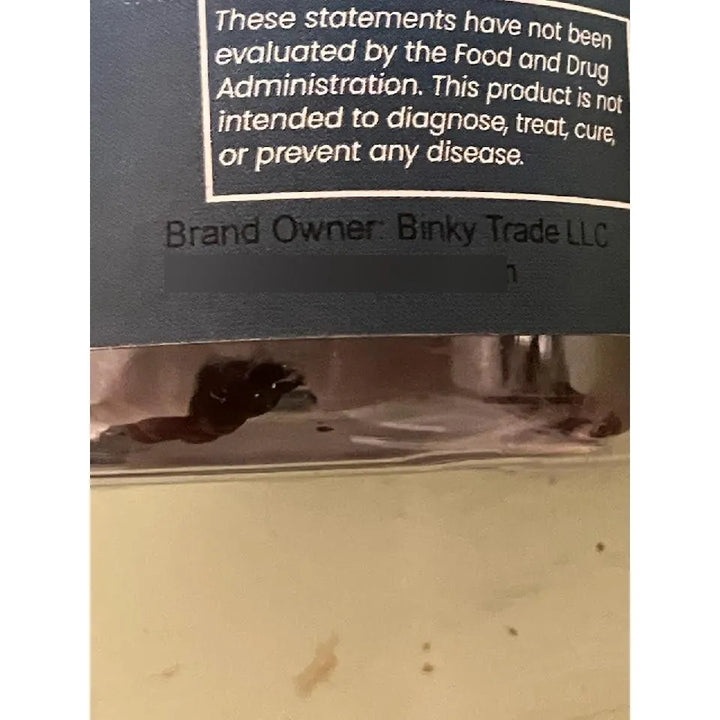 These statements have not been
evaluated by the Food and Drug
Administration. This product is not
intended to diagnose, treat, cure,
or prevent any disease.
Brand Owner: Binky Trade LLC